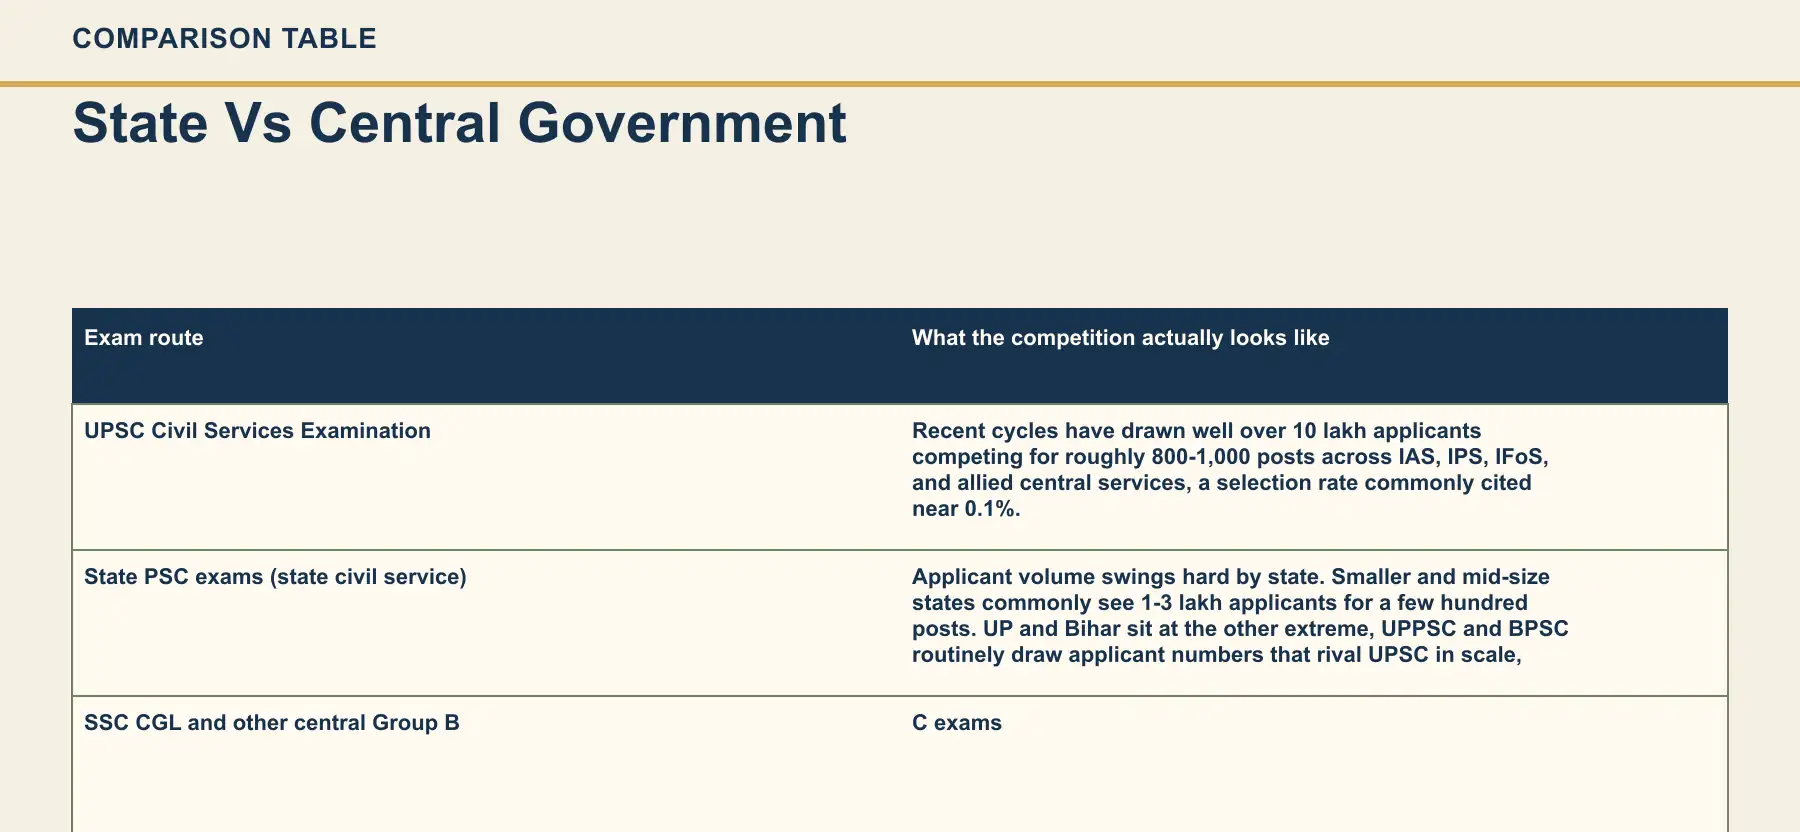 COMPARISON TABLE
State Vs Central Government
Exam route
What the competition actually looks like
UPSC Civil Services Examination
Recent cycles have drawn well over 10 lakh applicants
competing for roughly 800-1,000 posts across IAS, IPS, IFoS,
and allied central services, a selection rate commonly cited
near 0.1%.
State PSC exams (state civil service)
Applicant volume swings hard by state. Smaller and mid-size
states commonly see 1-3 lakh applicants for a few hundred
posts. UP and Bihar sit at the other extreme, UPPSC and BPSC
routinely draw applicant numbers that rival UPSC in scale,
SSC CGL and other central Group B
C exams